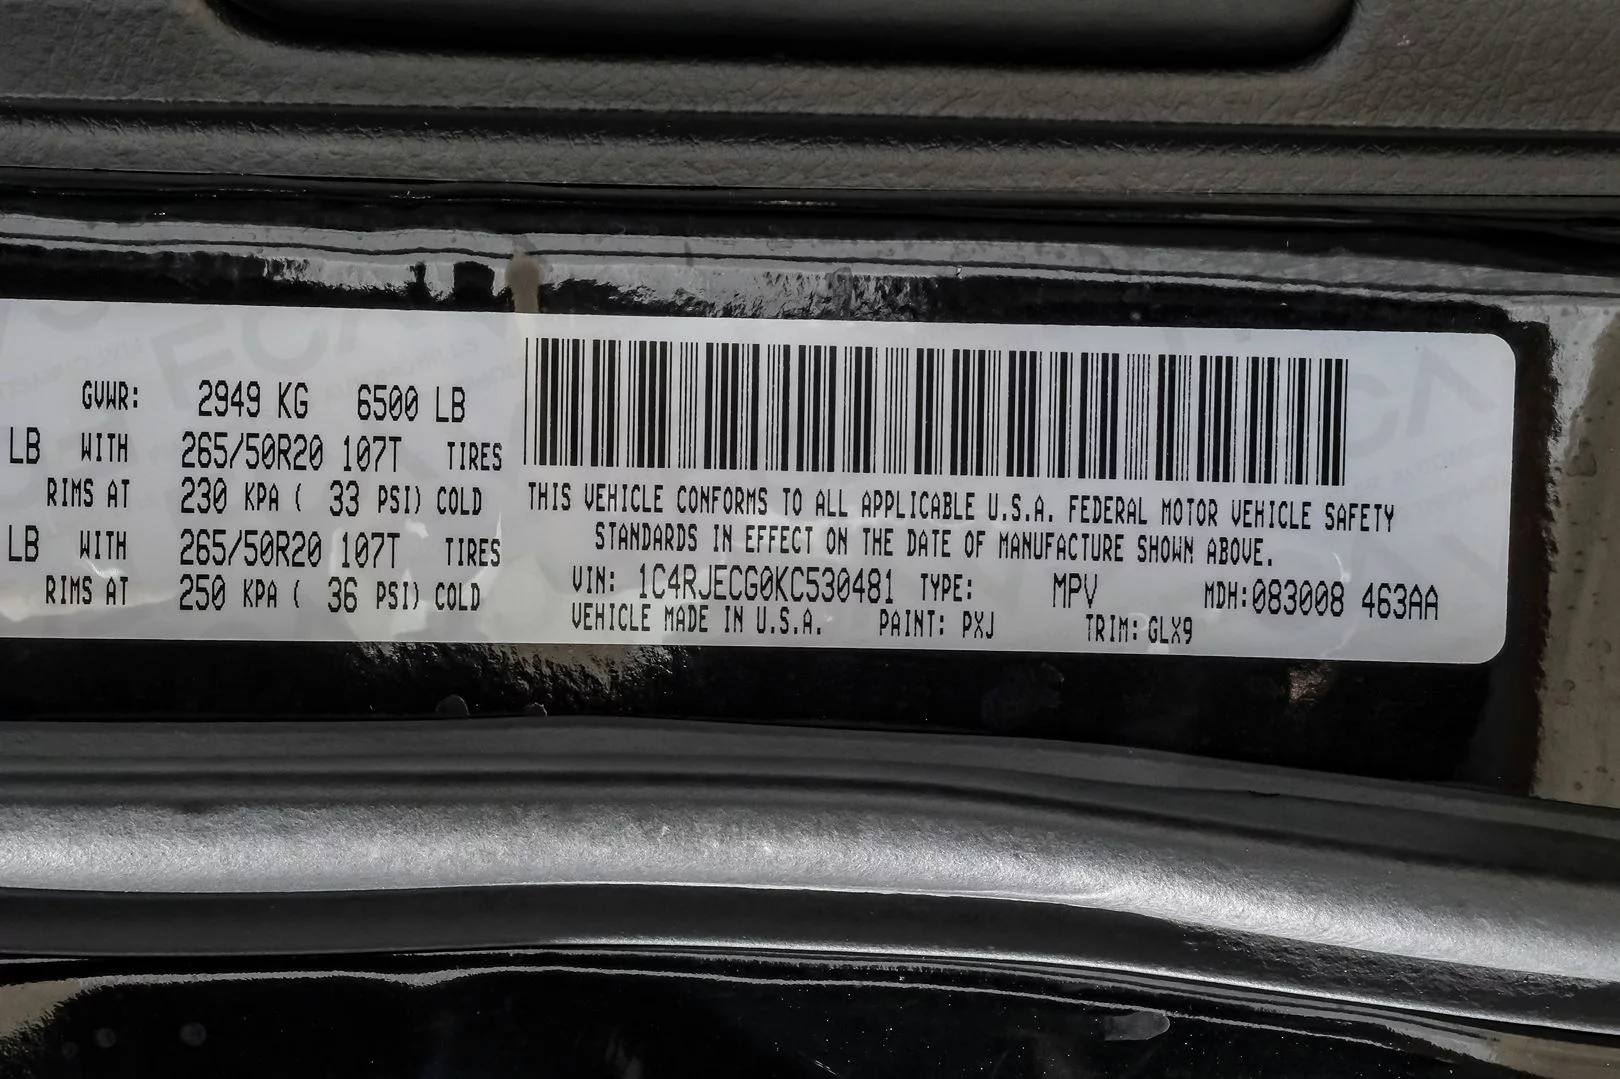 GVWR: 2949 KG 6500 LB
LB WITH 265/50R20 107T TIRES
RIMS AT 230 KPA ( 33 PSI) COLD
LB WITH 265/50R20 107T TIRES
RIMS AT 250 KPA ( 36 PSI) COLD
THIS VEHICLE CONFORMS TO ALL APPLICABLE U.S.A. FEDERAL MOTOR VEHICLE SAFETY
STANDARDS IN EFFECT ON THE DATE OF MANUFACTURE SHOWN ABOVE.
VIN: 1C4RJECG0KC530481 TYPE: MPV MDH:083008 463AA
VEHICLE MADE IN U.S.A. PAINT: PXJ TRIM: GLX9